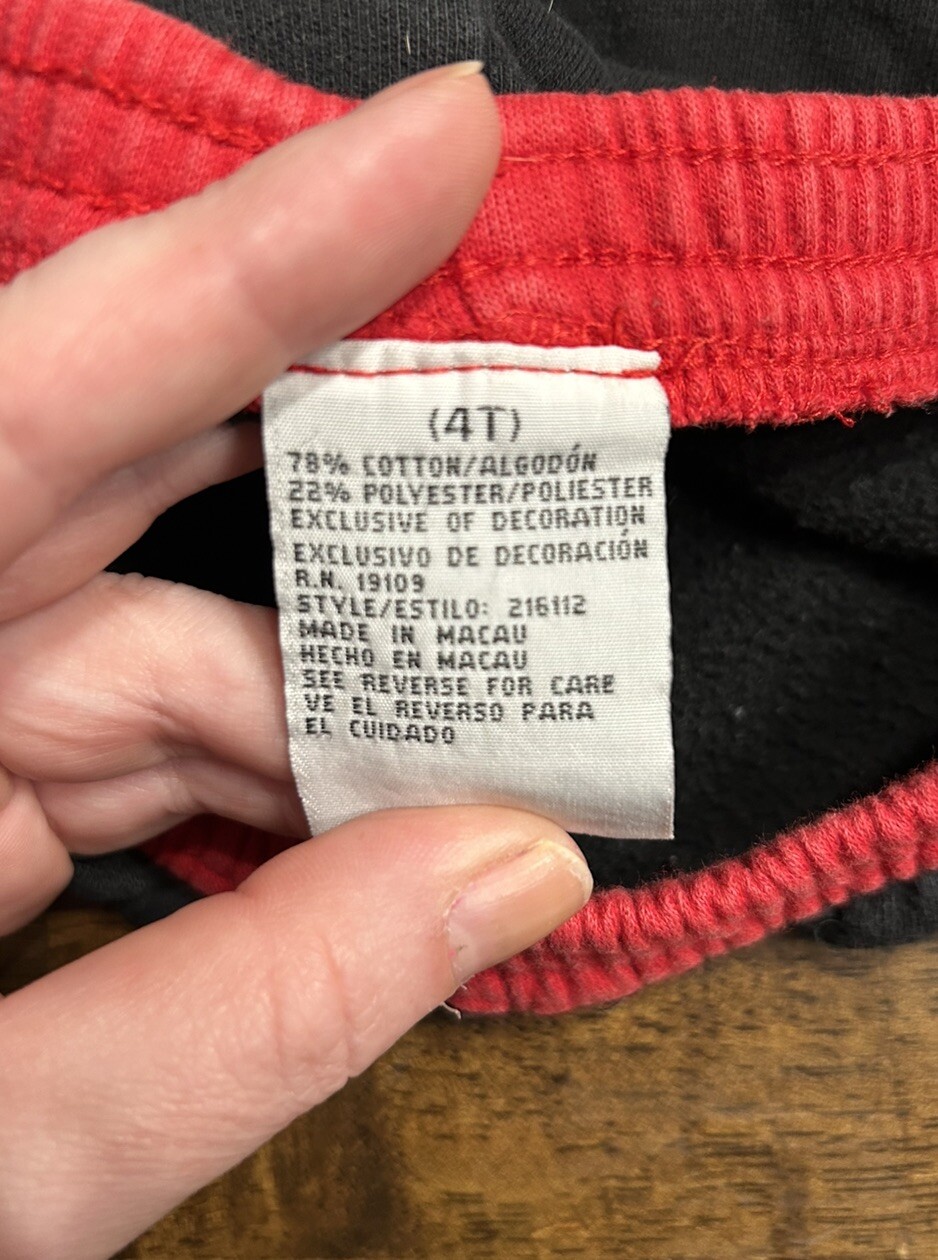 (4T)
78% COTTON/ALGODÓN
22% POLYESTER/POLIESTER
EXCLUSIVE OF DECORATION
EXCLUSIVO DE DECORACIÓN
R.N. 19109
STYLE/ESTILO: 216112
MADE IN MACAU
HECHO EN MACAU
SEE REVERSE FOR CARE
VE EL REVERSO PARA
EL CUIDADO